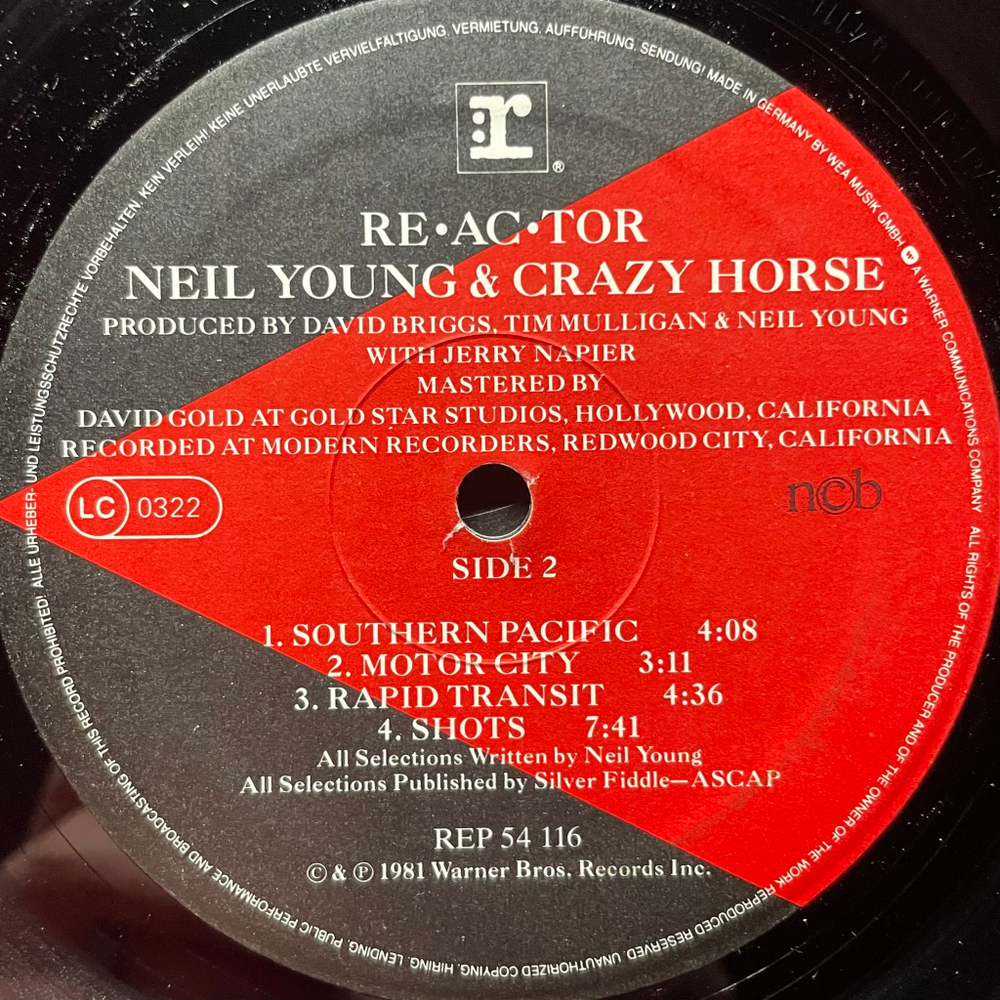 r
®
RE•AC•TOR
NEIL YOUNG & CRAZY HORSE
PRODUCED BY DAVID BRIGGS, TIM MULLIGAN & NEIL YOUNG
WITH JERRY NAPIER
MASTERED BY
DAVID GOLD AT GOLD STAR STUDIOS, HOLLYWOOD, CALIFORNIA
RECORDED AT MODERN RECORDERS, REDWOOD CITY, CALIFORNIA
LC 0322
ncb
SIDE 2
1. SOUTHERN PACIFIC 4:08
2. MOTOR CITY 3:11
3. RAPID TRANSIT 4:36
4. SHOTS 7:41
All Selections Written by Neil Young
All Selections Published by Silver Fiddle—ASCAP
REP 54 116
© & ℗ 1981 Warner Bros. Records Inc.
ALLE URHEBER- UND LEISTUNGSSCHUTZRECHTE VORBEHALTEN. KEIN VERLEIH! KEINE UNERLAUBTE VERVIELFÄLTIGUNG, VERMIETUNG, AUFFÜHRUNG, SENDUNG! MADE IN GERMANY BY WEA MUSIK GMBH W A WARNER COMMUNICATIONS COMPANY ALL RIGHTS OF THE PRODUCER AND OF THE OWNER OF THE WORK REPRODUCED RESERVED. UNAUTHORIZED COPYING, HIRING, LENDING, PUBLIC PERFORMANCE AND BROADCASTING OF THIS RECORD PROHIBITED!